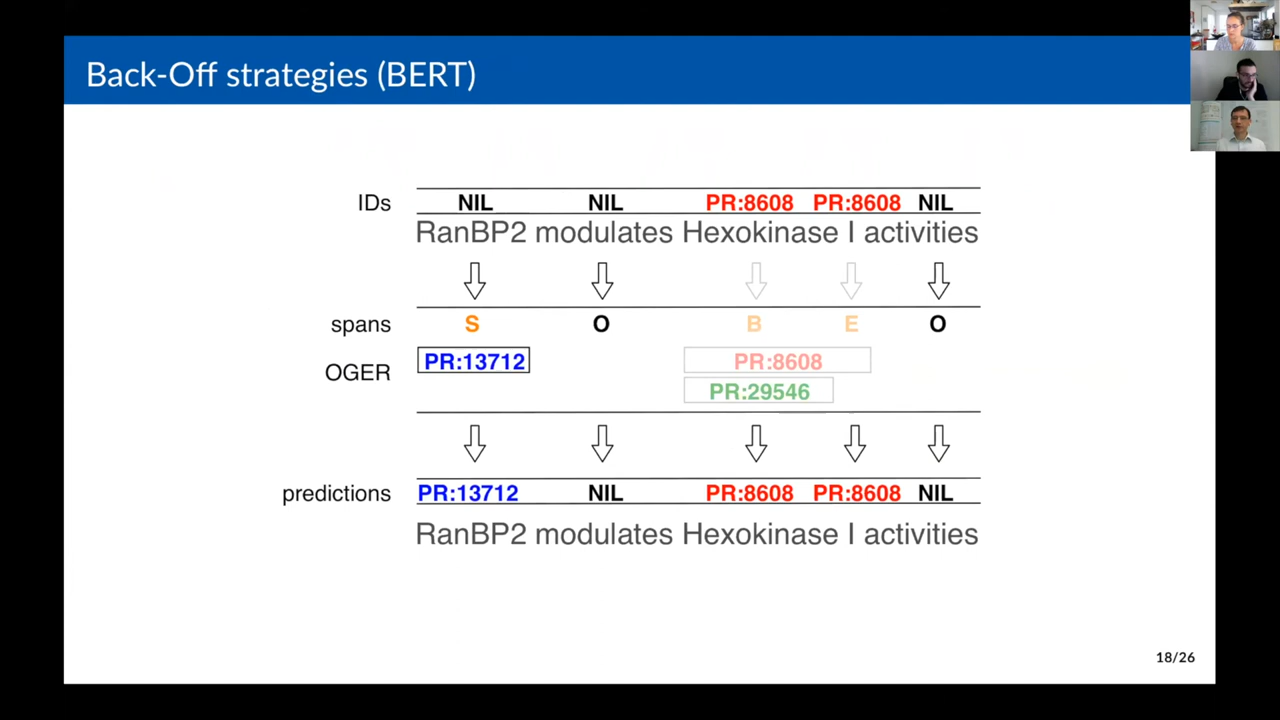 Back-Off strategies (BERT)
IDs NIL NIL PR:8608 PR:8608 NIL
RanBP2 modulates Hexokinase I activities
spans S O B E O
OGER PR:13712 PR:8608
PR:29546
predictions PR:13712 NIL PR:8608 PR:8608 NIL
RanBP2 modulates Hexokinase I activities
18/26